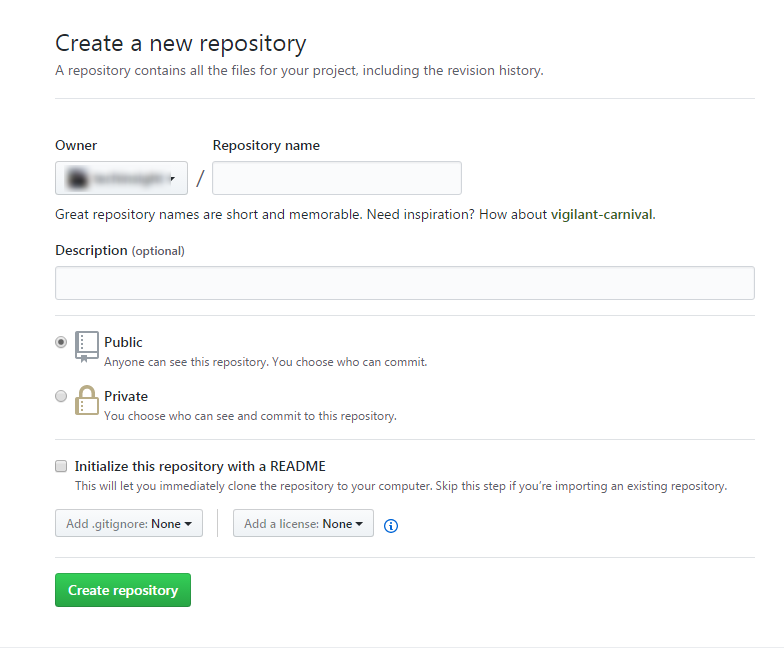 Create a new repository
A repository contains all the files for your project, including the revision history.
Owner
Repository name
/
Great repository names are short and memorable. Need inspiration? How about vigilant-carnival.
Description (optional)
Public
Anyone can see this repository. You choose who can commit.
Private
You choose who can see and commit to this repository.
Initialize this repository with a README
This will let you immediately clone the repository to your computer. Skip this step if you’re importing an existing repository.
Add .gitignore: None
Add a license: None
Create repository